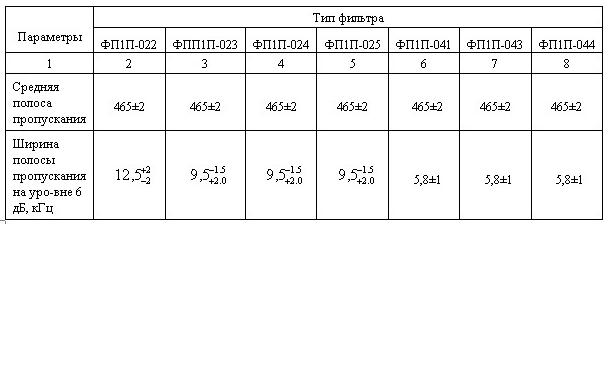 Параметры
Тип фильтра
ФП1П-022 ФПП1П-023 ФП1П-024 ФП1П-025 ФП1П-041 ФП1П-043 ФП1П-044
1 2 3 4 5 6 7 8
Средняя
полоса
пропускания
465±2 465±2 465±2 465±2 465±2 465±2 465±2
Ширина
полосы
пропускания
на уро-вне 6
дБ, кГц
12,5+2−2 9,5−1.5+2.0 9,5−1.5+2.0 9,5−1.5+2.0 5,8±1 5,8±1 5,8±1